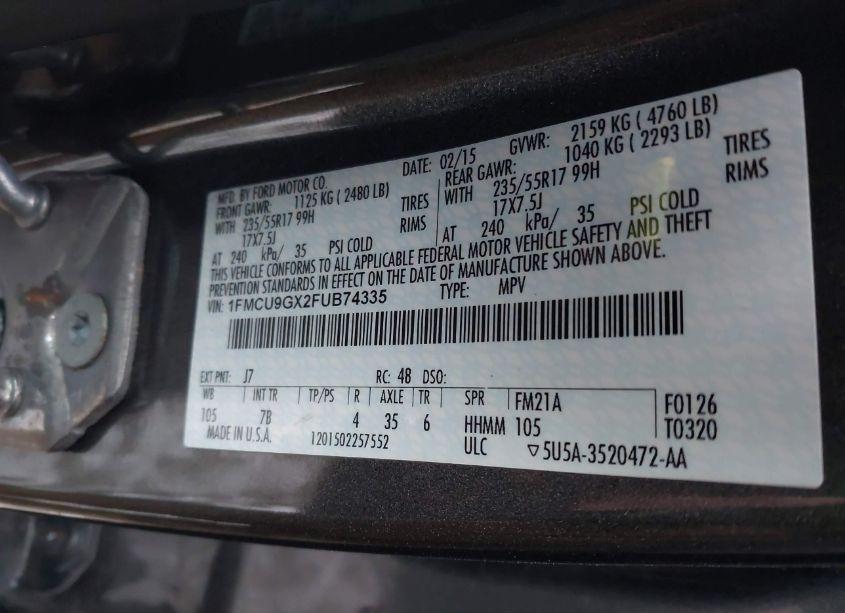 MFD. BY FORD MOTOR CO. DATE: 02/15 GVWR: 2159 KG ( 4760 LB)
FRONT GAWR: 1125 KG ( 2480 LB) REAR GAWR: 1040 KG ( 2293 LB)
WITH 235/55R17 99H TIRES WITH 235/55R17 99H TIRES
17X7.5J RIMS 17X7.5J RIMS
AT 240 kPa/ 35 PSI COLD AT 240 kPa/ 35 PSI COLD
THIS VEHICLE CONFORMS TO ALL APPLICABLE FEDERAL MOTOR VEHICLE SAFETY AND THEFT
PREVENTION STANDARDS IN EFFECT ON THE DATE OF MANUFACTURE SHOWN ABOVE.
VIN: 1FMCU9GX2FUB74335 TYPE: MPV
EXT PNT: J7 RC: 48 DSO:
WB INT TR TP/PS R AXLE TR SPR FM21A F0126
105 7B 4 35 6 HHMM 105 T0320
MADE IN U.S.A. 1201502257552 ULC ▽5U5A-3520472-AA